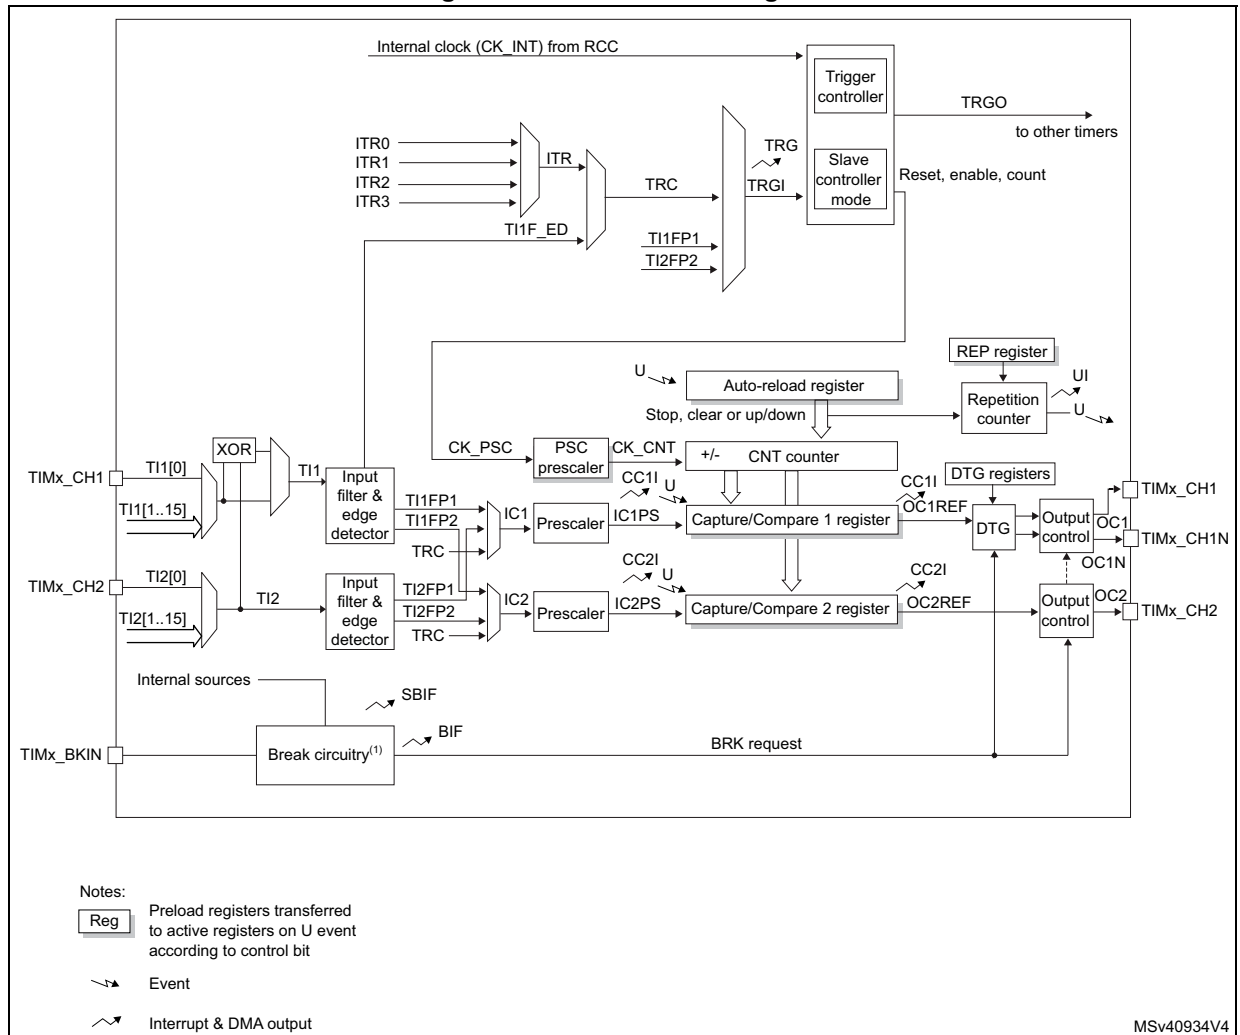 Internal clock (CK_INT) from RCC
Trigger
controller
TRGO
to other timers
ITR0
ITR1
ITR2
ITR3
ITR
TRG
TRC
TRGI
Slave
controller
mode
Reset, enable, count
TI1F_ED
TI1FP1
TI2FP2
REP register
U
Auto-reload register
Repetition
counter
UI
U
Stop, clear or up/down
XOR
CK_PSC
PSC
prescaler
CK_CNT
+/-
CNT counter
TIMx_CH1
TI1[0]
TI1[1..15]
TI1
Input
filter &
edge
detector
TI1FP1
TI1FP2
TRC
IC1
Prescaler
IC1PS
CC1I
U
Capture/Compare 1 register
CC1I
OC1REF
DTG registers
DTG
Output
control
OC1
TIMx_CH1
TIMx_CH1N
OC1N
TIMx_CH2
TI2[0]
TI2[1..15]
TI2
Input
filter &
edge
detector
TI2FP1
TI2FP2
TRC
IC2
Prescaler
IC2PS
CC2I
U
Capture/Compare 2 register
CC2I
OC2REF
Output
control
OC2
TIMx_CH2
Internal sources
SBIF
TIMx_BKIN
Break circuitry(1)
BIF
BRK request
Notes:
Reg
Preload registers transferred
to active registers on U event
according to control bit
Event
Interrupt & DMA output
MSv40934V4